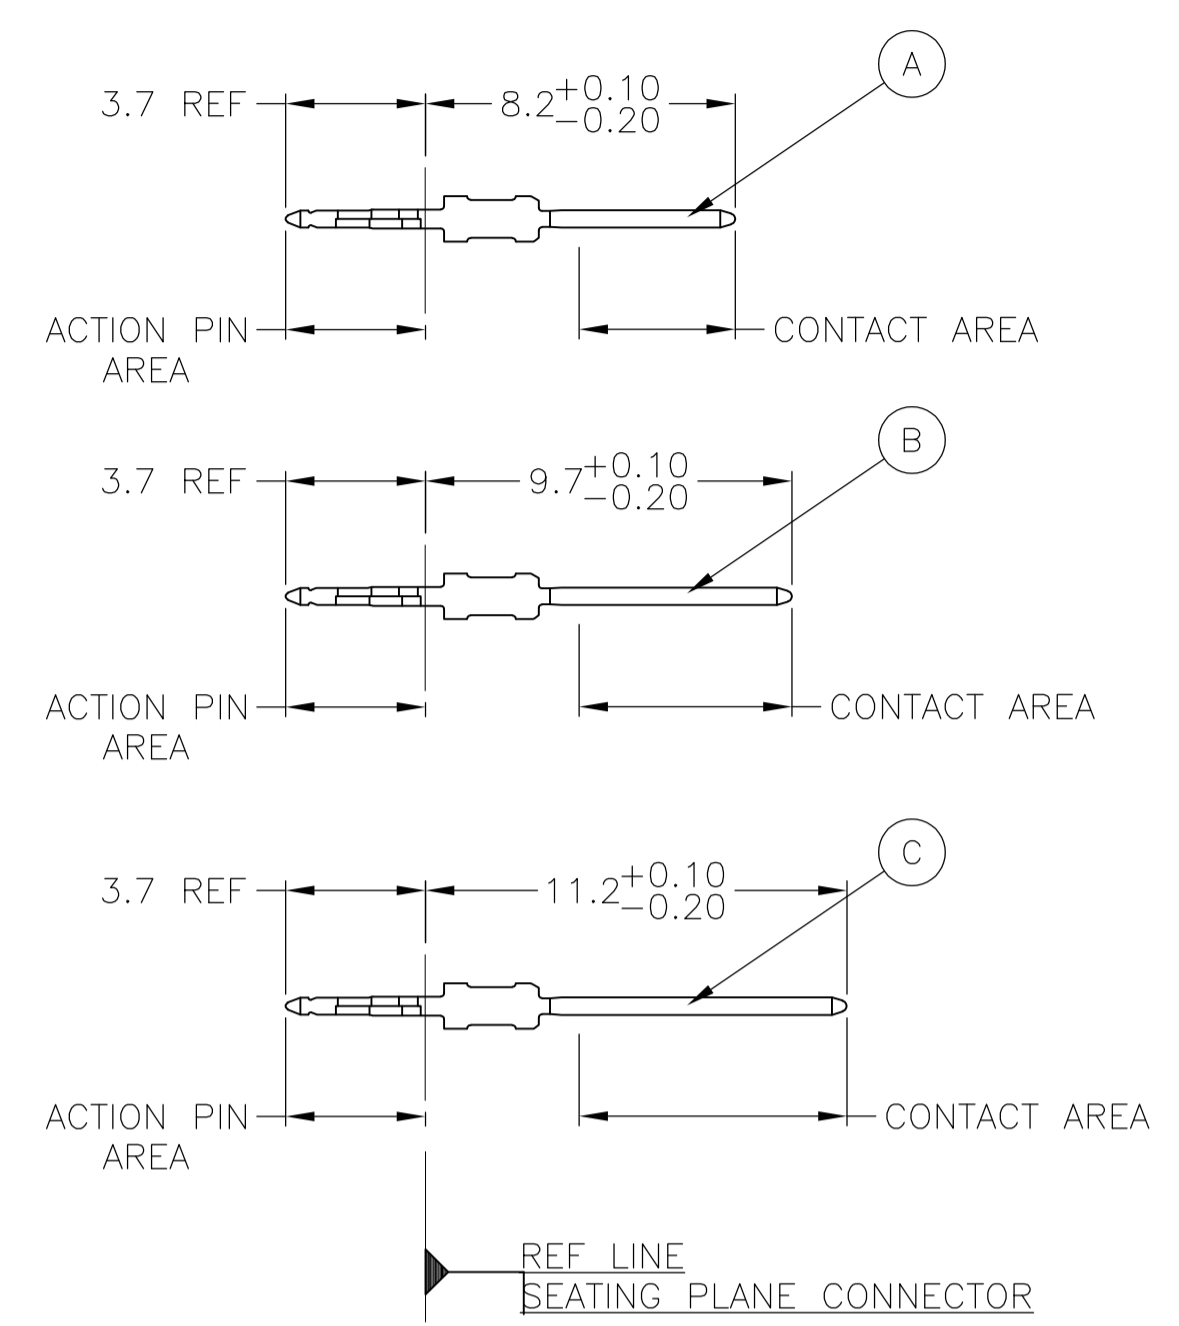 A
3.7 REF
8.2 +0.10 -0.20
ACTION PIN AREA
CONTACT AREA
B
3.7 REF
9.7 +0.10 -0.20
ACTION PIN AREA
CONTACT AREA
C
3.7 REF
11.2 +0.10 -0.20
ACTION PIN AREA
CONTACT AREA
REF LINE
SEATING PLANE CONNECTOR